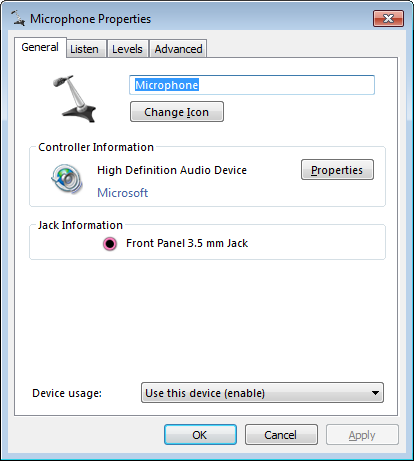 Microphone Properties
General Listen Levels Advanced
Microphone
Change Icon
Controller Information
High Definition Audio Device
Properties
Microsoft
Jack Information
Front Panel 3.5 mm Jack
Device usage: Use this device (enable)
OK Cancel Apply